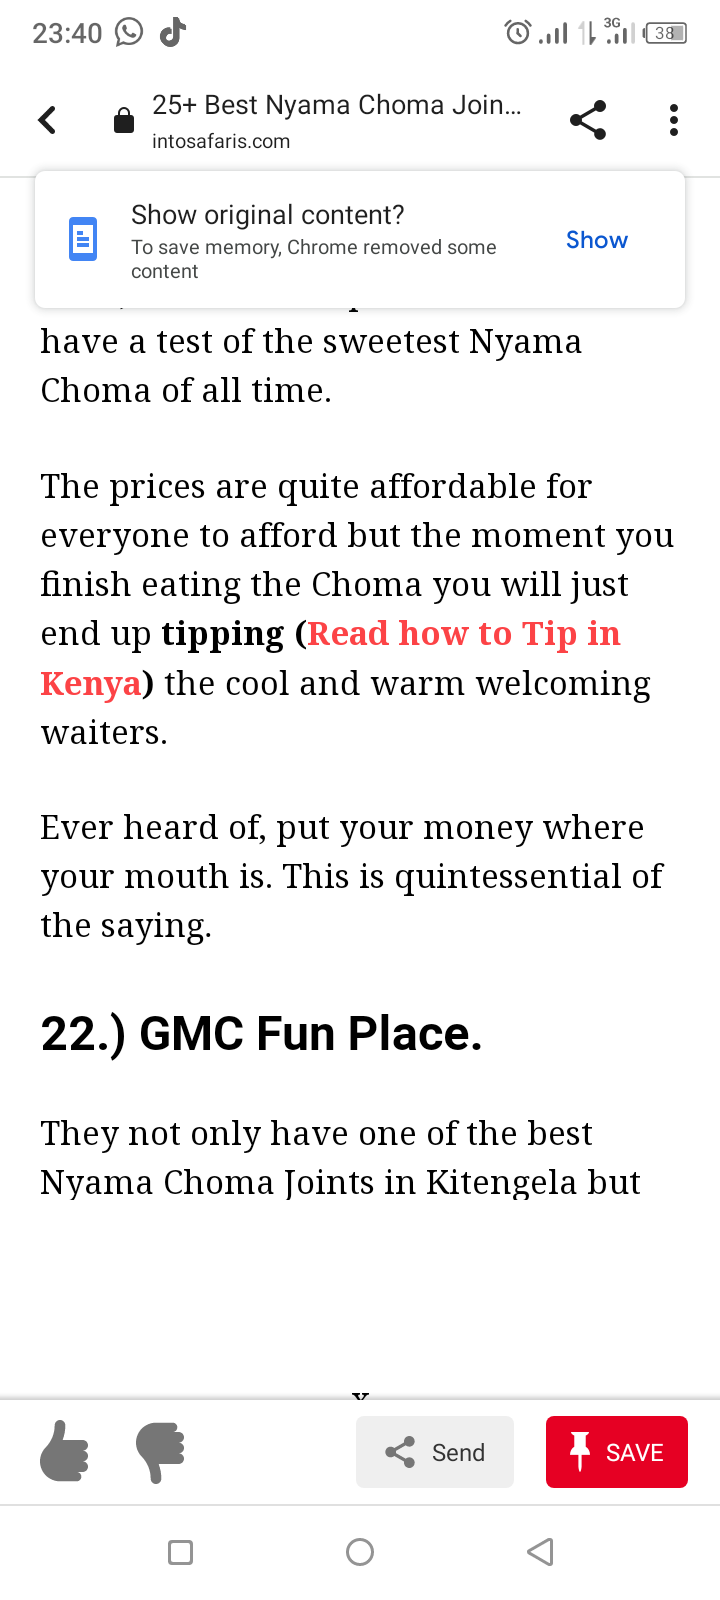 23:40 3G 38
25+ Best Nyama Choma Join...
intosafaris.com
Show original content?
To save memory, Chrome removed some
content
Show
have a test of the sweetest Nyama
Choma of all time.
The prices are quite affordable for
everyone to afford but the moment you
finish eating the Choma you will just
end up tipping (Read how to Tip in
Kenya) the cool and warm welcoming
waiters.
Ever heard of, put your money where
your mouth is. This is quintessential of
the saying.
22.) GMC Fun Place.
They not only have one of the best
Nyama Choma Joints in Kitengela but
Send
SAVE